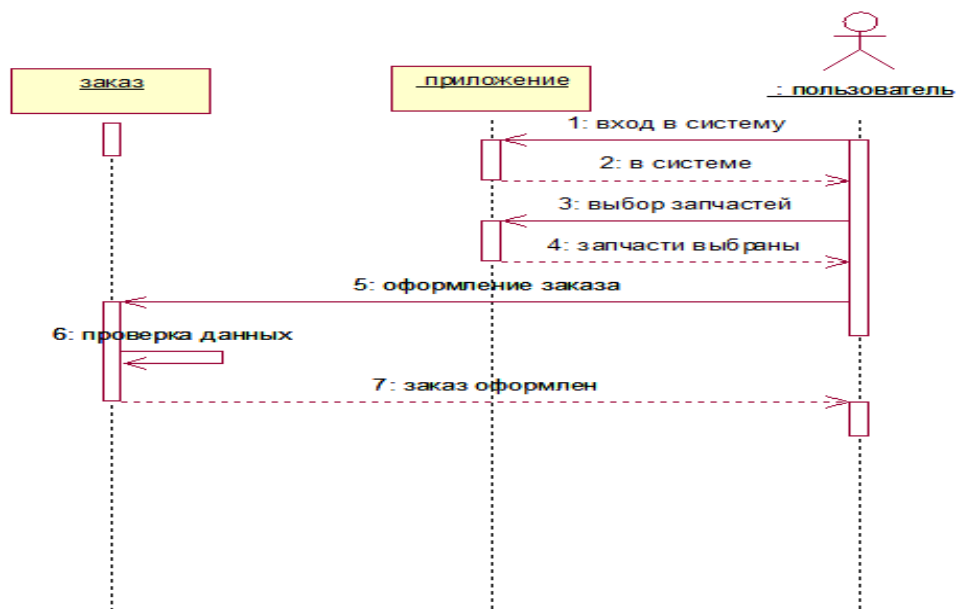 заказ
приложение
: пользователь
1: вход в систему
2: в системе
3: выбор запчастей
4: запчасти выбраны
5: оформление заказа
6: проверка данных
7: заказ оформлен